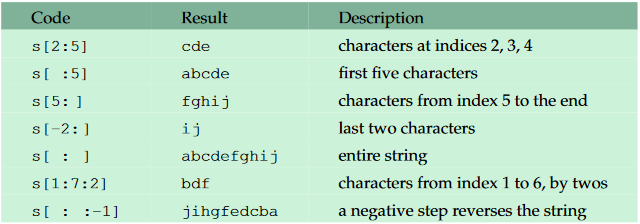 Code Result Description
s[2:5] cde characters at indices 2, 3, 4
s[ :5] abcde first five characters
s[5: ] fghij characters from index 5 to the end
s[-2: ] ij last two characters
s[ : ] abcdefghij entire string
s[1:7:2] bdf characters from index 1 to 6, by twos
s[ : :-1] jihgfedcba a negative step reverses the string